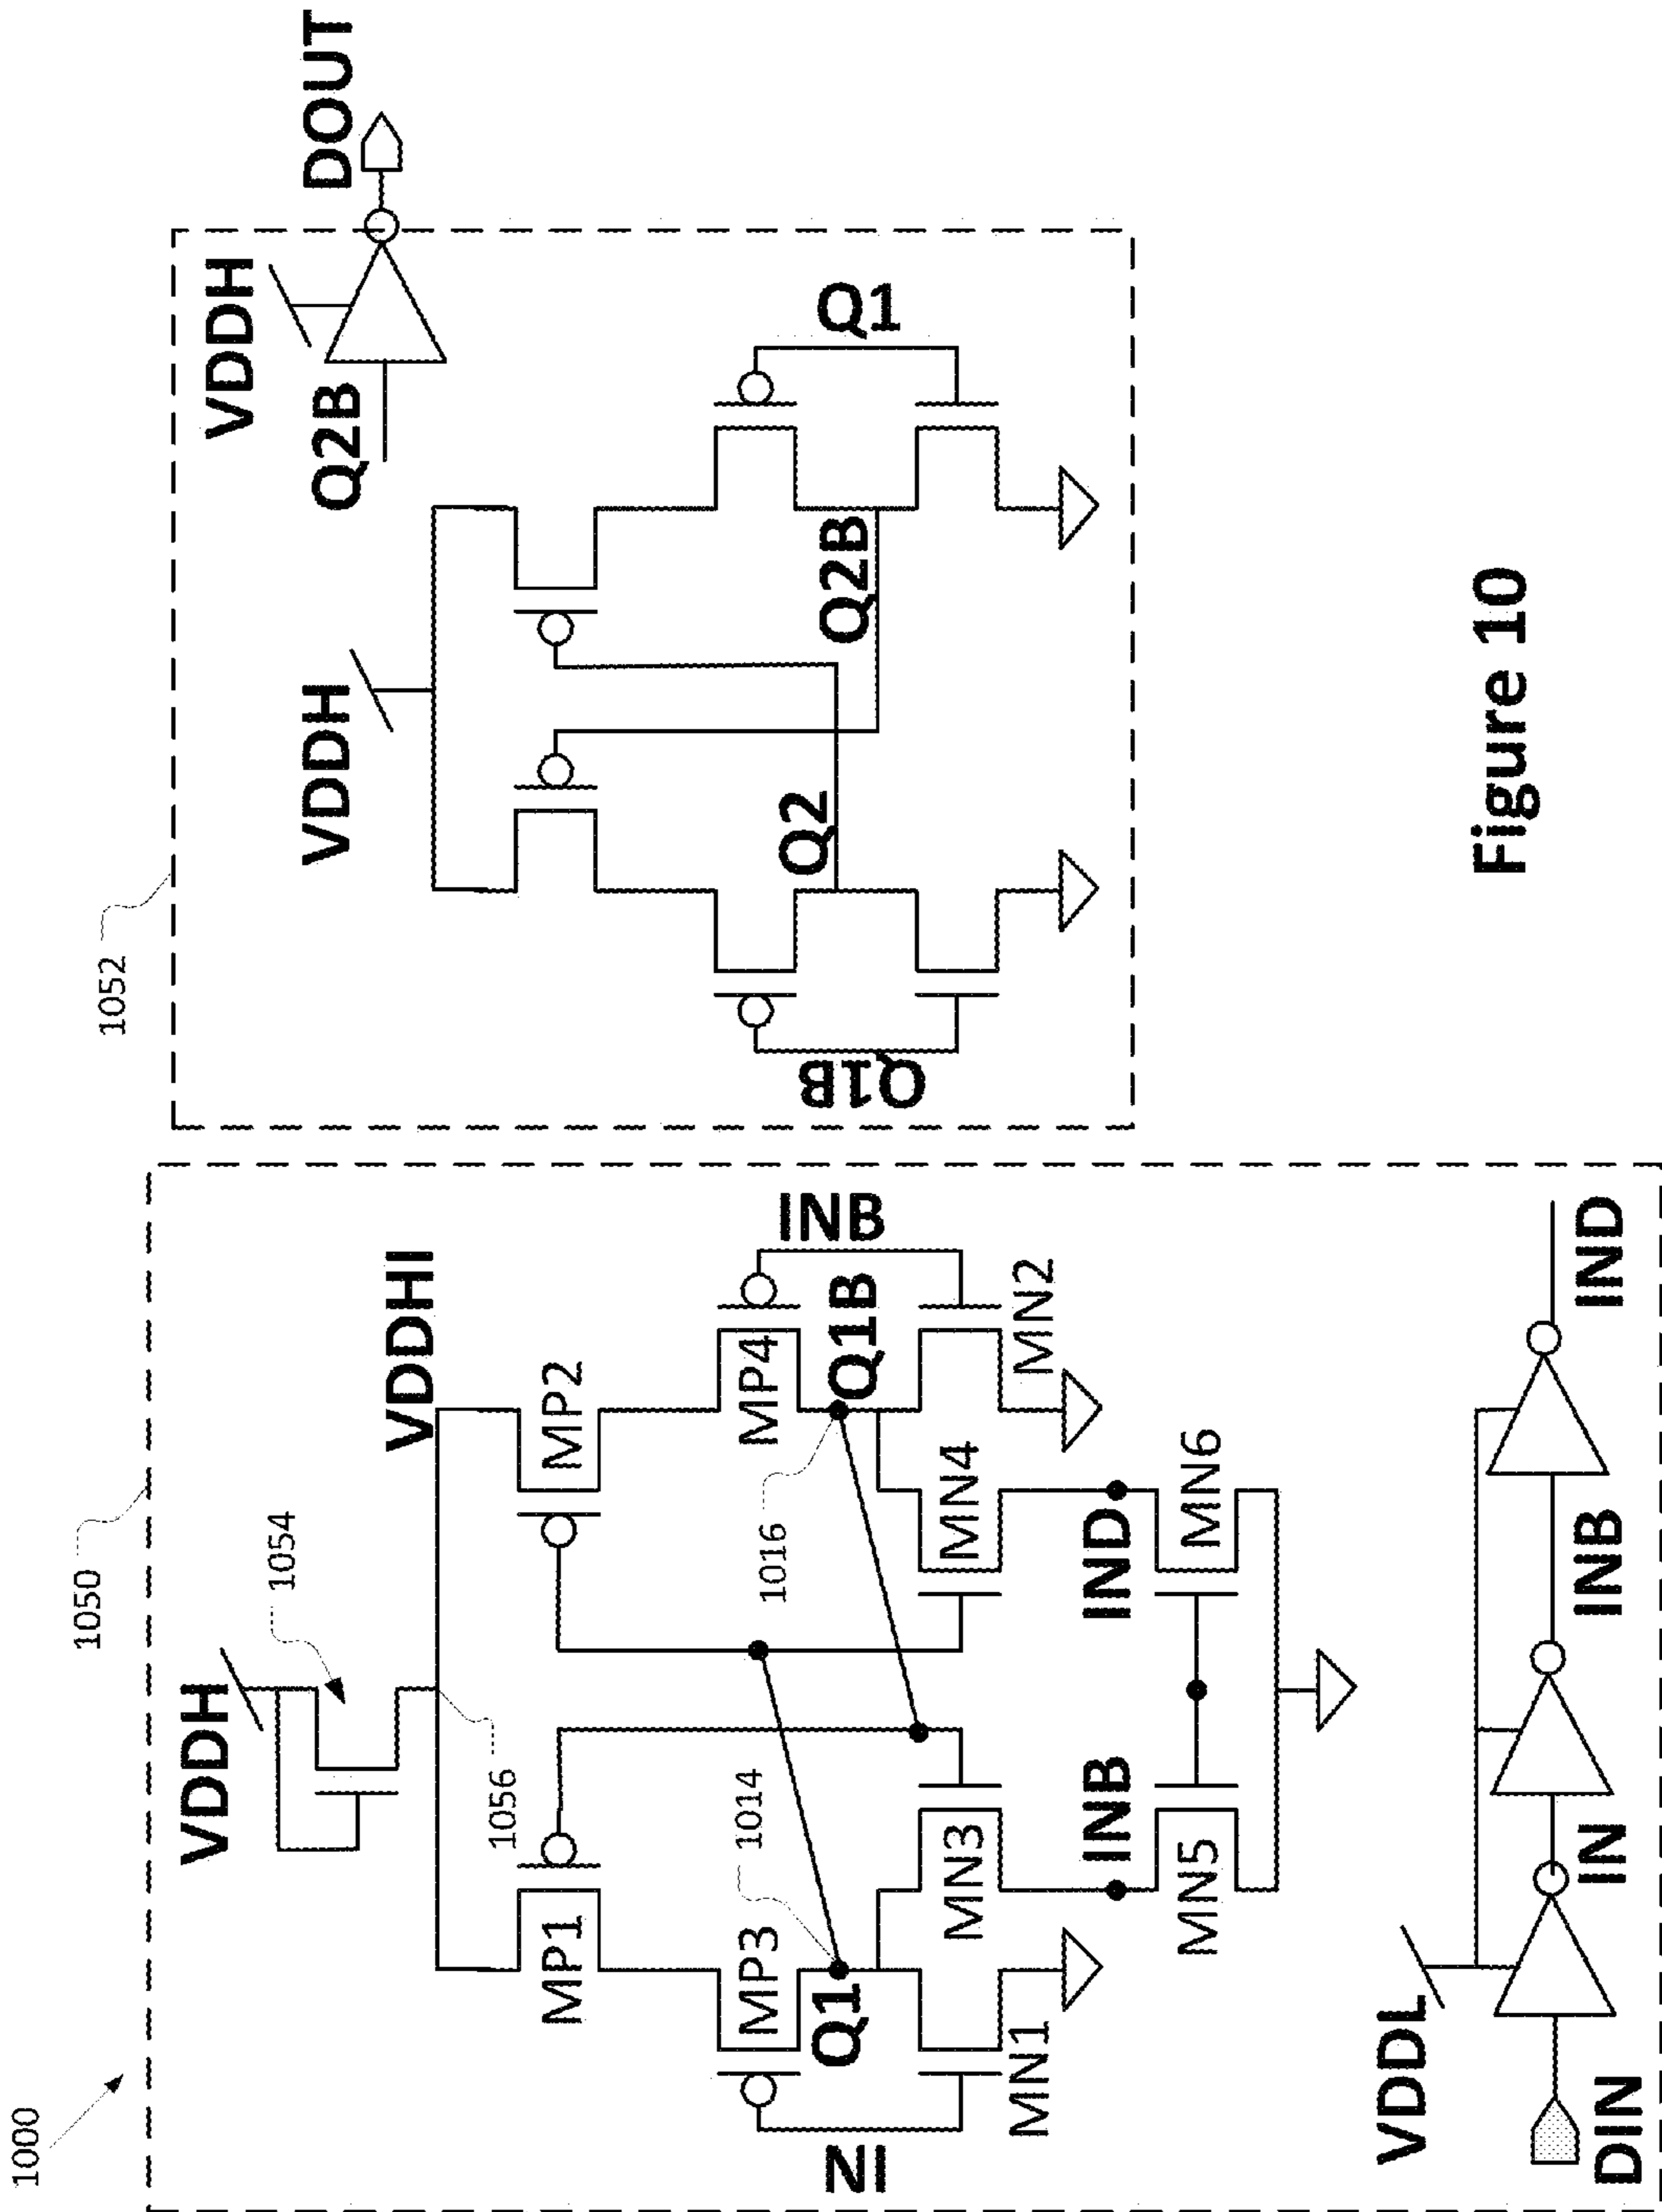 1000
1050
1052
VDDH
1054
VDDHI
1056
MP1
MP2
IN
MP3
Q1
1014
1016
MP4
Q1B
INB
MN1
MN3
MN4
MN2
INB
IND
MN5
MN6
VDDL
DIN
IN
INB
IND
VDDH
Q1B
Q2
Q2B
Q1
VDDH
Q2B
DOUT
Figure 10